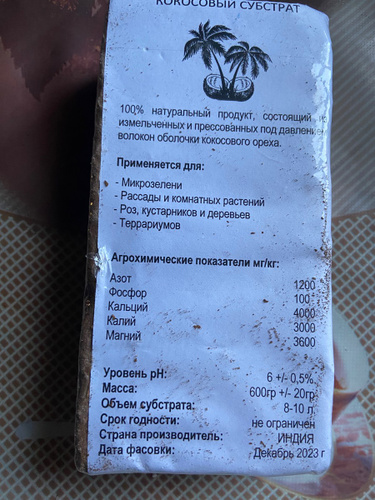 КОКОСОВЫЙ СУБСТРАТ
100% натуральный продукт, состоящий из
измельченных и прессованных под давлением
волокон оболочки кокосового ореха.
Применяется для:
- Микрозелени
- Рассады и комнатных растений
- Роз, кустарников и деревьев
- Террариумов
Агрохимические показатели мг/кг:
Азот 1200
Фосфор 100
Кальций 4000
Калий 3000
Магний 3600
Уровень pH: 6 +/- 0,5%
Масса: 600гр +/- 20гр
Объем субстрата: 8-10 л
Срок годности: не ограничен
Страна производитель: ИНДИЯ
Дата фасовки: Декабрь 2023 г